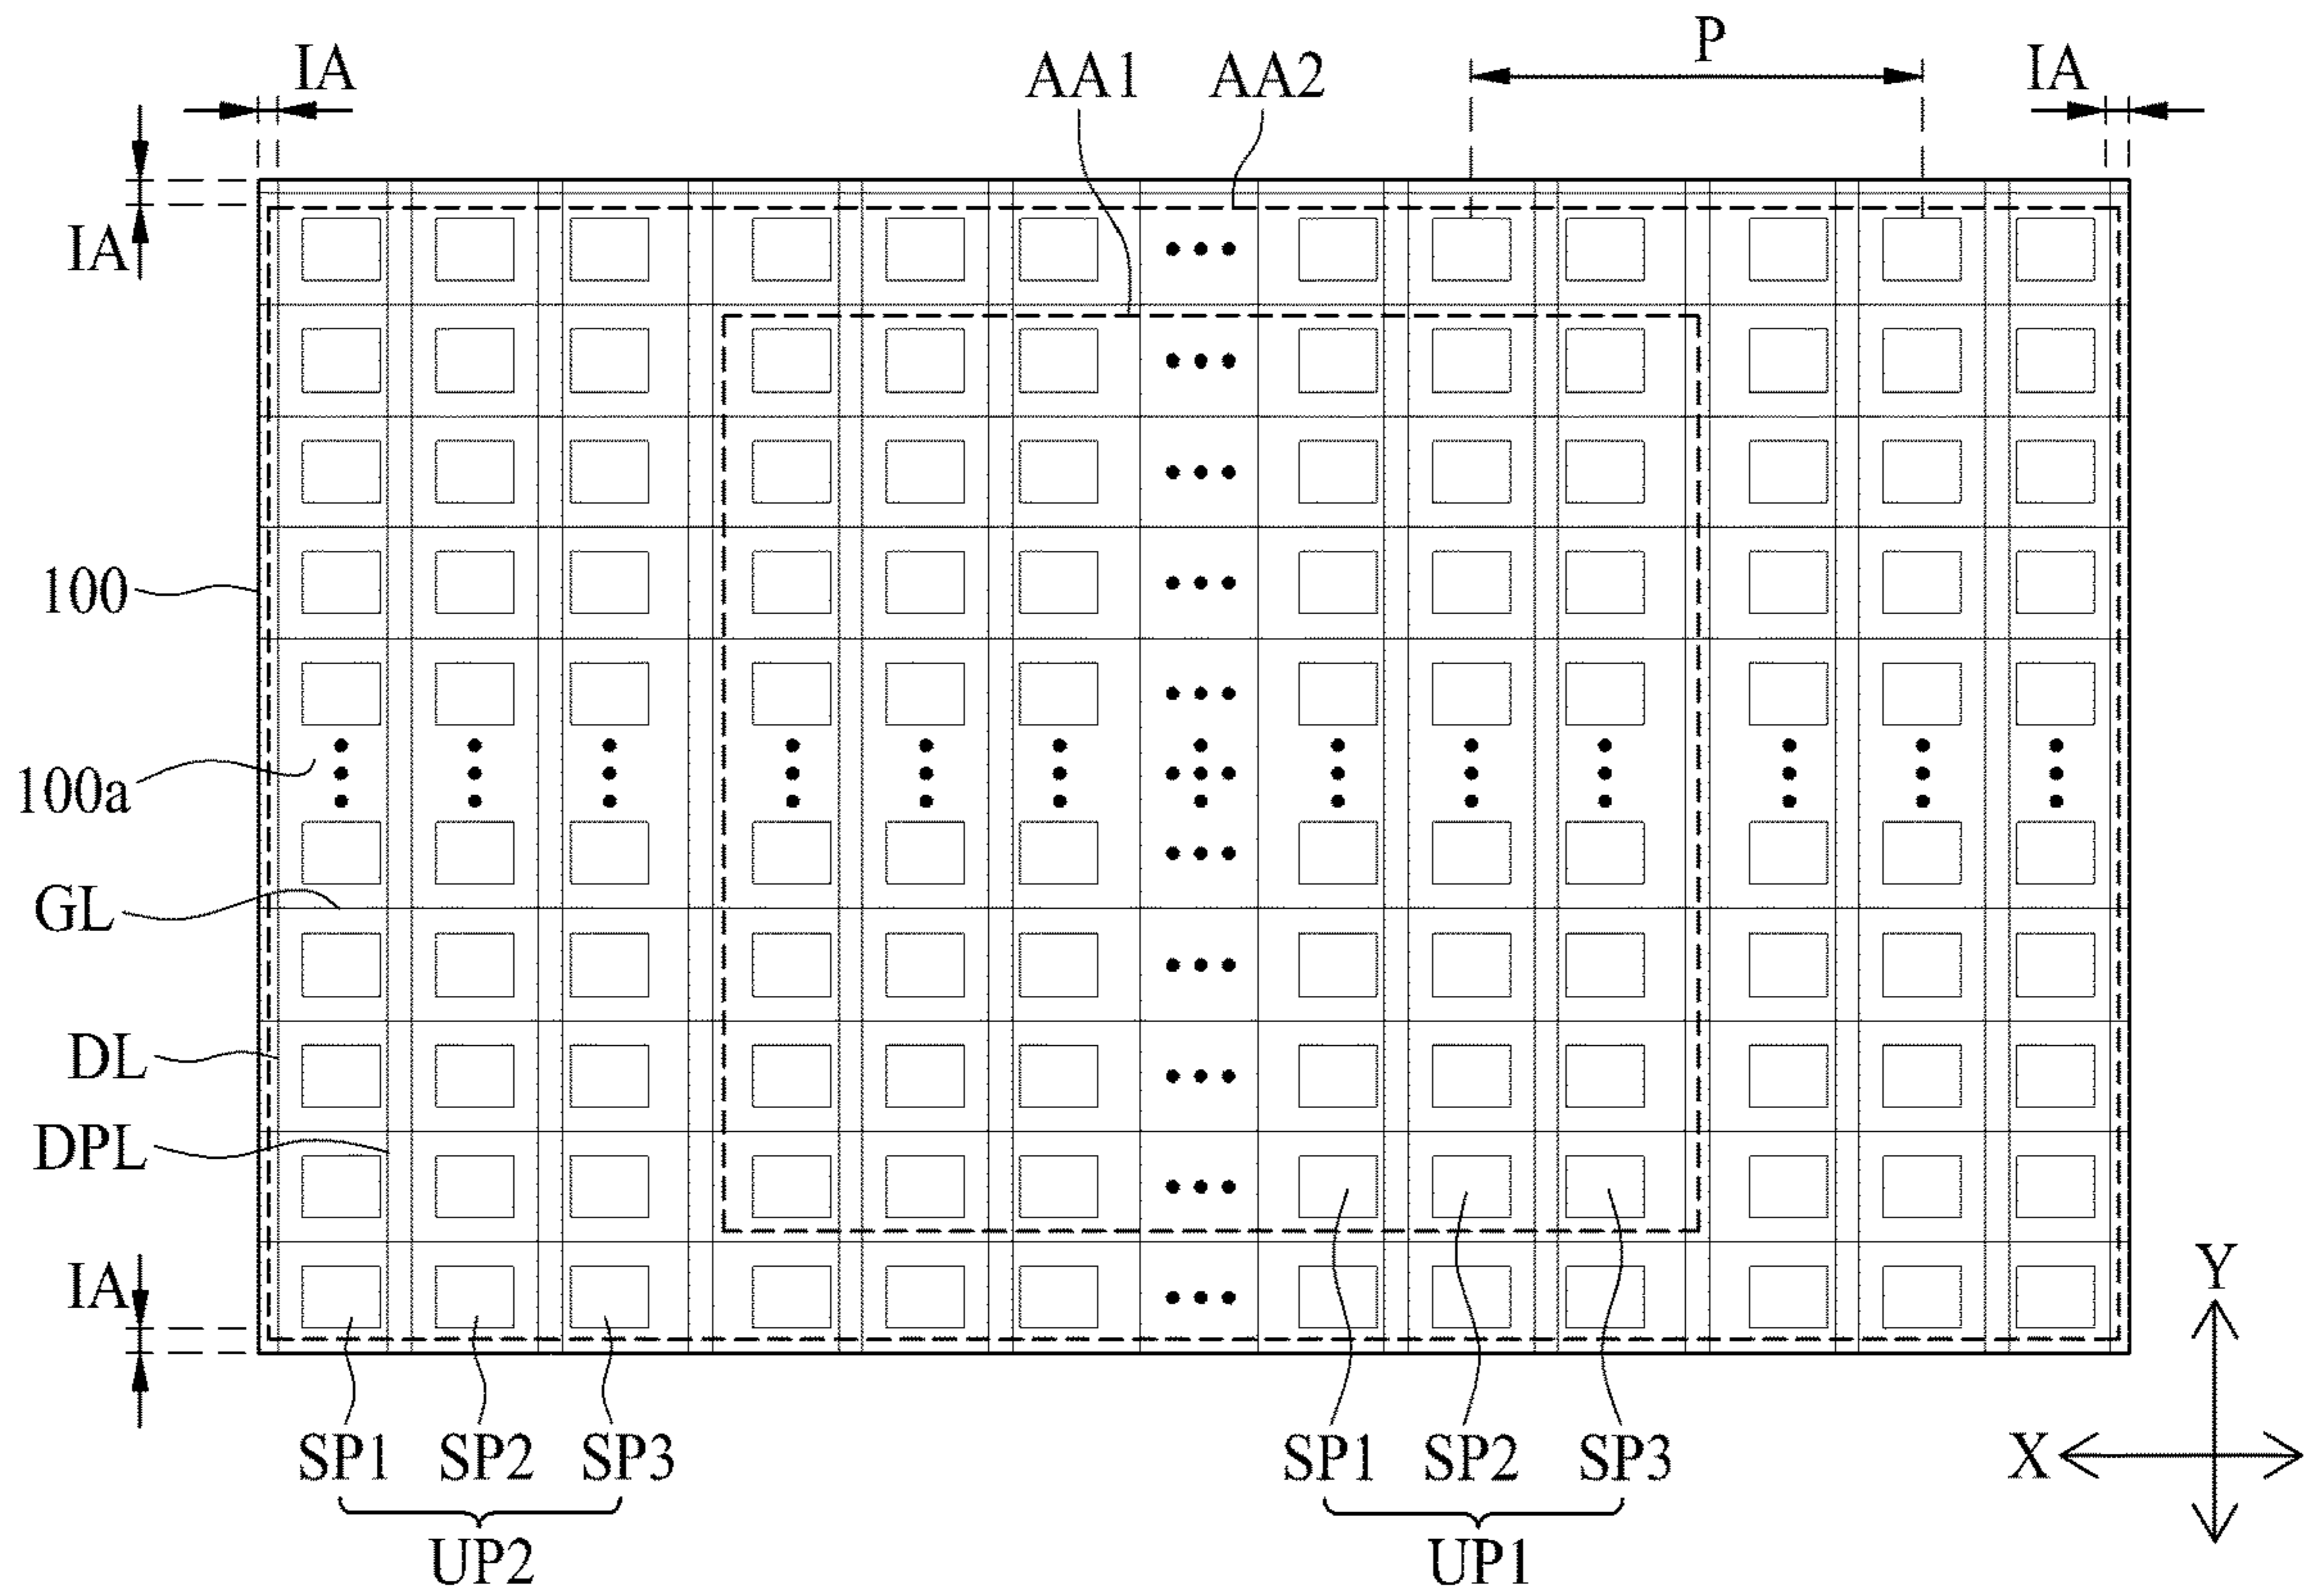 P
IA AA1 AA2 IA
IA
100
100a
GL
DL
DPL
IA
Y
X
SP1 SP2 SP3 SP1 SP2 SP3
UP2 UP1